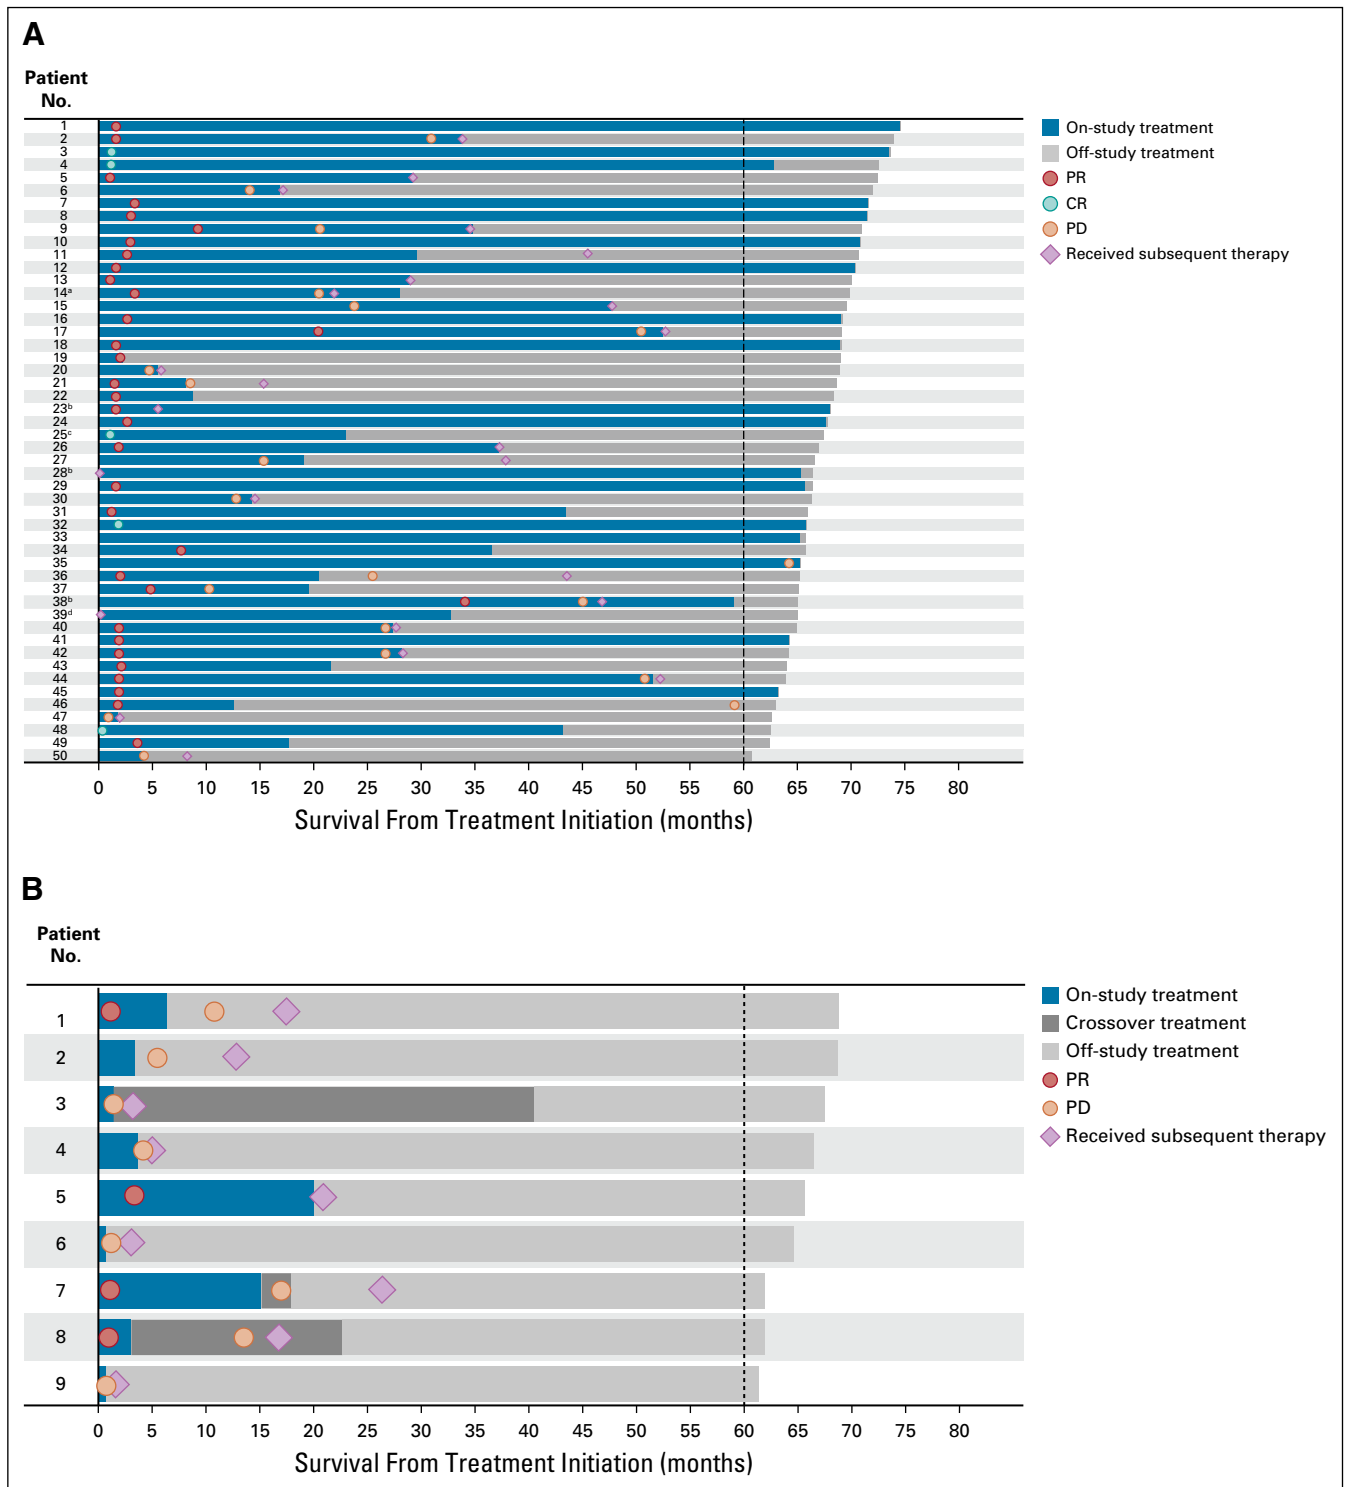 A
Patient
No.
On-study treatment
Off-study treatment
PR
CR
PD
Received subsequent therapy
1
2
3
4
5
6
7
8
9
10
11
12
13
14ᵃ
15
16
17
18
19
20
21
22
23ᵇ
24
25ᶜ
26
27
28ᵇ
29
30
31
32
33
34
35
36
37
38ᵇ
39ᵈ
40
41
42
43
44
45
46
47
48
49
50
0 5 10 15 20 25 30 35 40 45 50 55 60 65 70 75 80
Survival From Treatment Initiation (months)
B
Patient
No.
On-study treatment
Crossover treatment
Off-study treatment
PR
PD
Received subsequent therapy
1
2
3
4
5
6
7
8
9
0 5 10 15 20 25 30 35 40 45 50 55 60 65 70 75 80
Survival From Treatment Initiation (months)